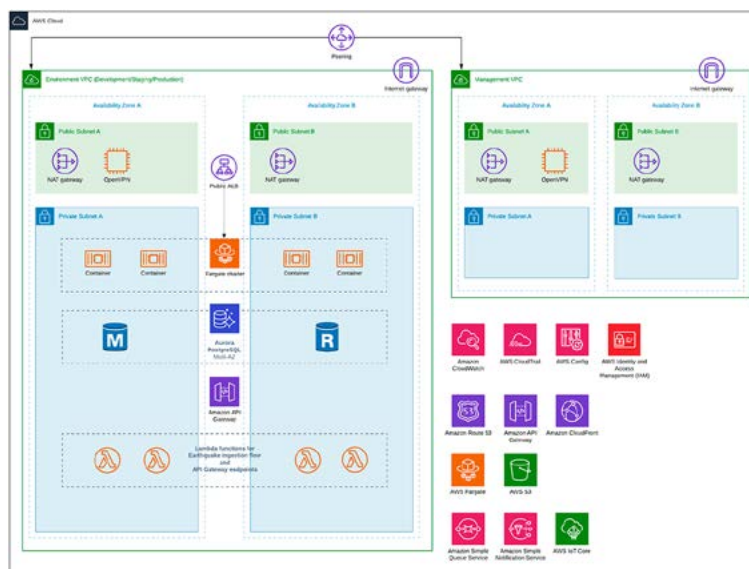 AWS Cloud
Peering
Environment VPC (Development/Staging/Production)
Internet gateway
Management VPC
Internet gateway
Availability Zone A
Availability Zone B
Availability Zone A
Availability Zone B
Public Subnet A
Public Subnet B
Public Subnet A
Public Subnet B
NAT gateway
OpenVPN
Public ALB
NAT gateway
NAT gateway
OpenVPN
NAT gateway
Private Subnet A
Private Subnet B
Private Subnet A
Private Subnet B
Container
Container
Fargate cluster
Container
Container
M
Aurora
PostgreSQL
Multi-AZ
R
Amazon
CloudWatch
AWS CloudTrail
AWS Config
AWS Identity and
Access
Management (IAM)
Amazon API
Gateway
Amazon Route 53
Amazon API
Gateway
Amazon CloudFront
Lambda functions for
Earthquake ingestion flow
and
API Gateway endpoints
AWS Fargate
AWS S3
Amazon Simple
Queue Service
Amazon Simple
Notification Service
AWS IoT Core